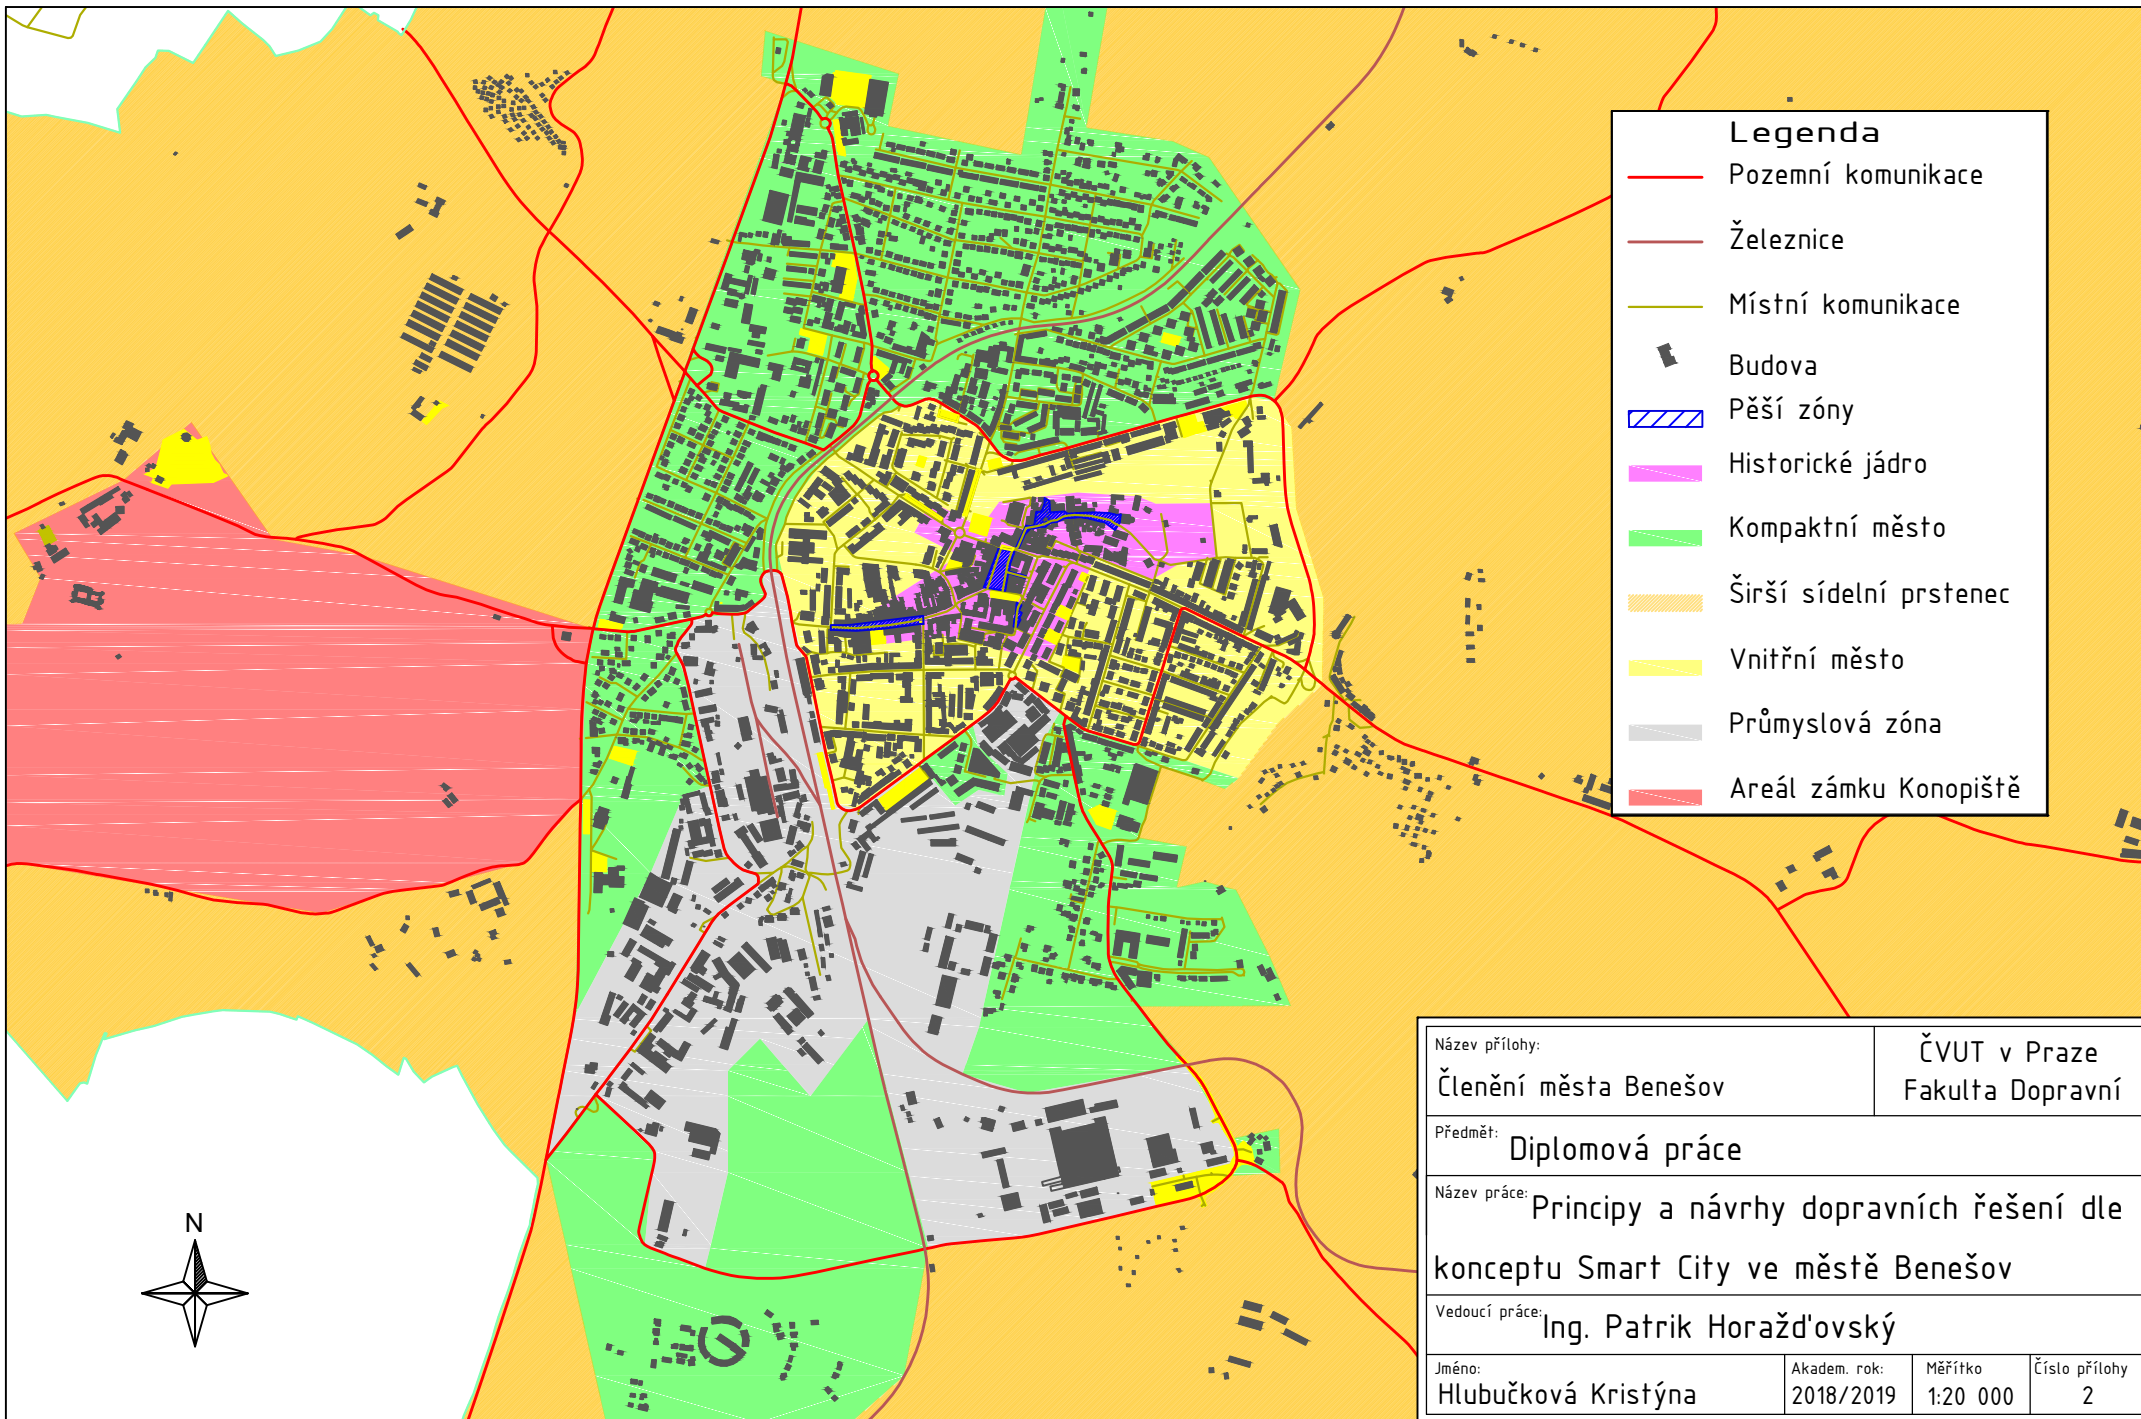 Legenda
Pozemní komunikace
Železnice
Místní komunikace
Budova
Pěší zóny
Historické jádro
Kompaktní město
Širší sídelní prstenec
Vnitřní město
Průmyslová zóna
Areál zámku Konopiště
N
Název přílohy:
Členění města Benešov
ČVUT v Praze
Fakulta Dopravní
Předmět: Diplomová práce
Název práce: Principy a návrhy dopravních řešení dle
konceptu Smart City ve městě Benešov
Vedoucí práce: Ing. Patrik Horažd'ovský
Jméno:
Hlubučková Kristýna
Akadem. rok:
2018/2019
Měřítko
1:20 000
Číslo přílohy
2